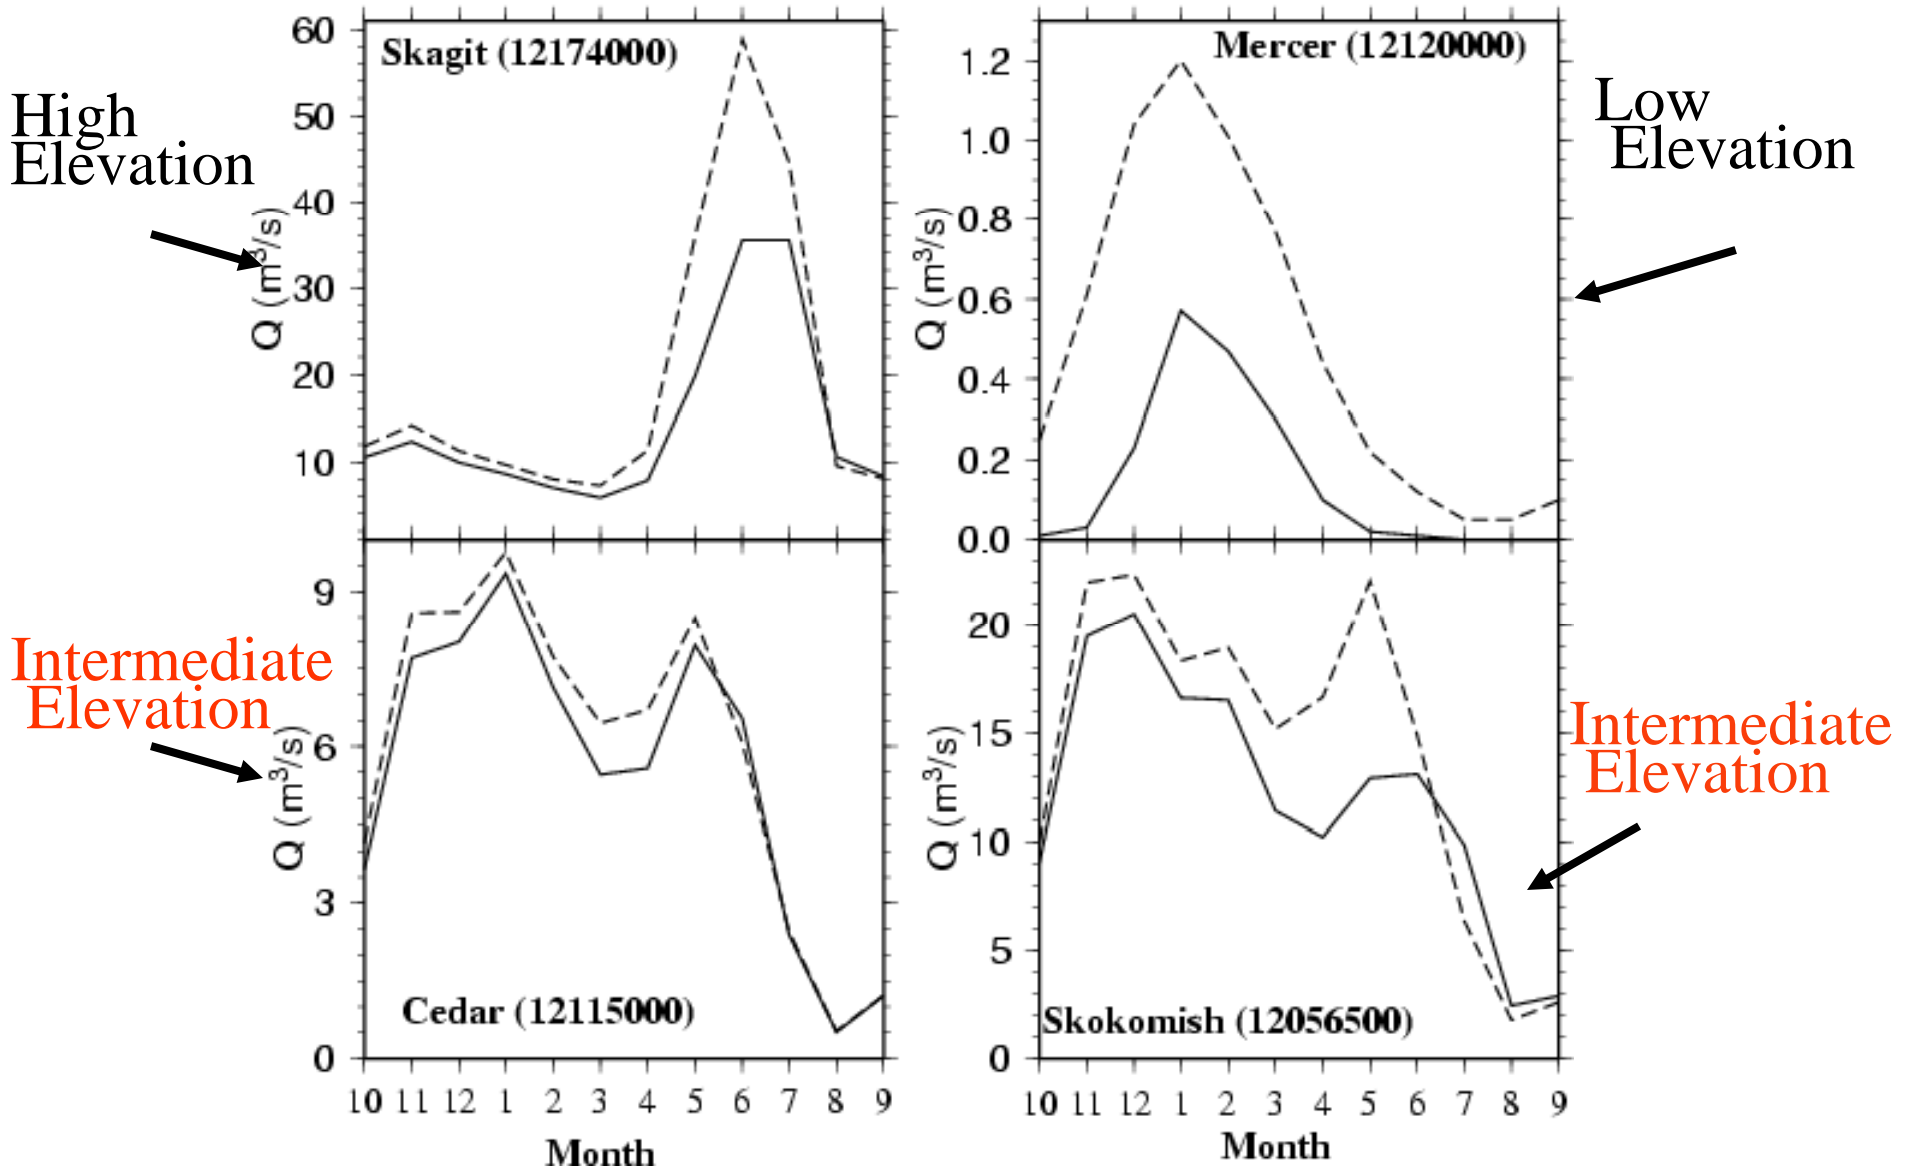 High
Elevation
Skagit (12174000)
60
50
40
30
20
10
Q (m³/s)
Mercer (12120000)
1.2
1.0
0.8
0.6
0.4
0.2
0.0
Q (m³/s)
Low
Elevation
Intermediate
Elevation
9
6
3
0
Q (m³/s)
Cedar (12115000)
10 11 12 1 2 3 4 5 6 7 8 9
Month
20
15
10
5
0
Q (m³/s)
Skokomish (12056500)
10 11 12 1 2 3 4 5 6 7 8 9
Month
Intermediate
Elevation